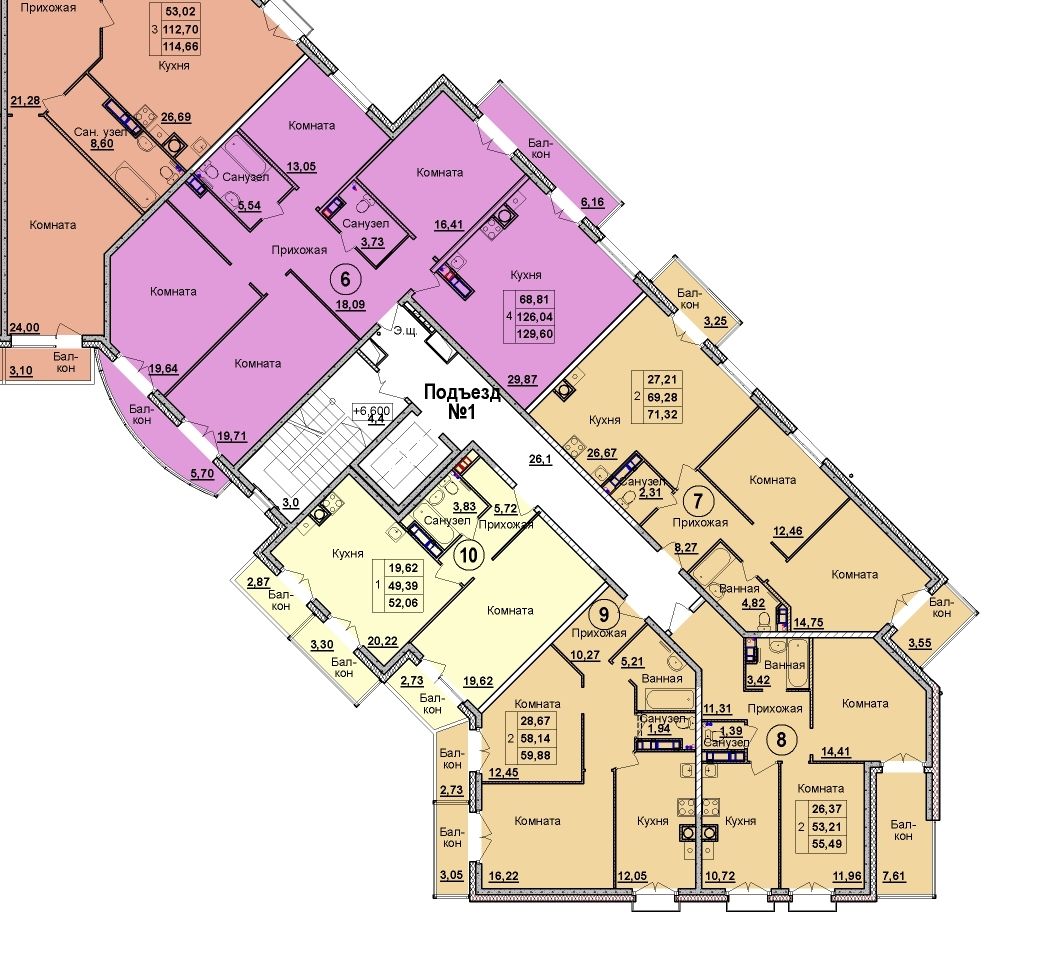 Прихожая
53,02
3
112,70
114,66
Кухня
21,28
26,69
Сан. узел
8,60
Комната
24,00
3,10
Бал-
кон
Комната
13,05
Санузел
5,54
Комната
16,41
Бал-
кон
6,16
Санузел
3,73
Прихожая
6
18,09
Кухня
68,81
4
126,04
129,60
29,87
Комната
19,64
Комната
19,71
Бал-
кон
5,70
Э.щ.
Подъезд
№1
+6,600
4,4
3,0
26,1
Бал-
кон
3,25
27,21
2
69,28
71,32
Кухня
26,67
Санузел
2,31
7
Прихожая
8,27
Комната
12,46
Комната
14,75
Ванная
4,82
Бал-
кон
3,55
Кухня
19,62
1
49,39
52,06
20,22
3,83
Санузел
5,72
Прихожая
10
Комната
19,62
2,87
Бал-
кон
3,30
Бал-
кон
2,73
Бал-
кон
9
Прихожая
10,27
5,21
Ванная
Комната
28,67
2
58,14
59,88
12,45
Санузел
1,94
Бал-
кон
2,73
Бал-
кон
3,05
Комната
16,22
Кухня
12,05
Ванная
3,42
11,31
Прихожая
8
1,39
Санузел
Комната
14,41
Кухня
10,72
Комната
26,37
2
53,21
55,49
11,96
Бал-
кон
7,61